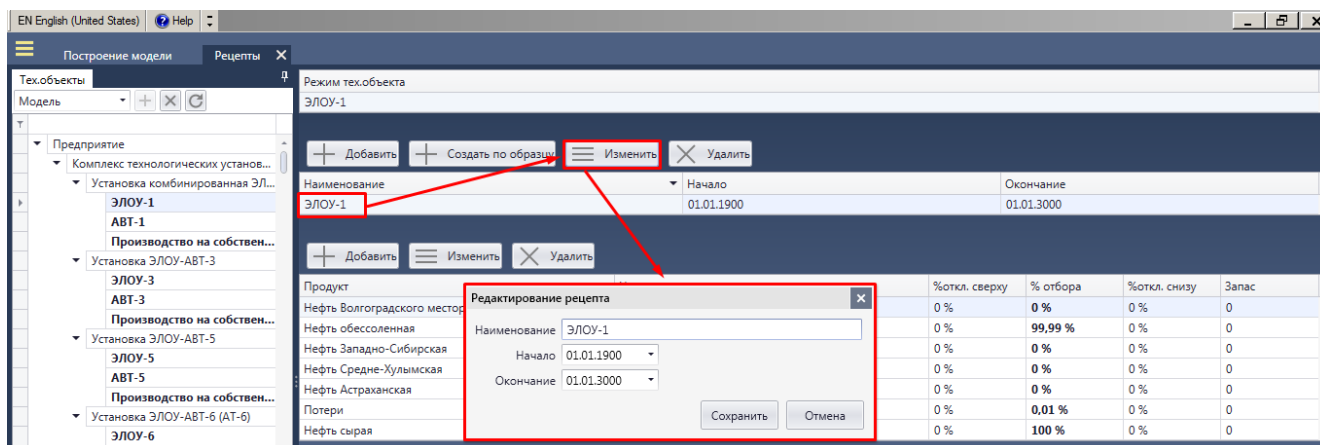 EN English (United States) Help
Построение модели Рецепты
Тех.объекты
Модель
Предприятие
Комплекс технологических установ...
Установка комбинированная ЭЛ...
ЭЛОУ-1
АВТ-1
Производство на собствен...
Установка ЭЛОУ-АВТ-3
ЭЛОУ-3
АВТ-3
Производство на собствен...
Установка ЭЛОУ-АВТ-5
ЭЛОУ-5
АВТ-5
Производство на собствен...
Установка ЭЛОУ-АВТ-6 (АТ-6)
ЭЛОУ-6
Режим тех.объекта
ЭЛОУ-1
Добавить Создать по образцу Изменить Удалить
Наименование Начало Окончание
ЭЛОУ-1 01.01.1900 01.01.3000
Добавить Изменить Удалить
Продукт %откл. сверху % отбора %откл. снизу Запас
Нефть Волгоградского местор 0 % 0 % 0 % 0
Нефть обессоленная 0 % 99,99 % 0 % 0
Нефть Западно-Сибирская 0 % 0 % 0 % 0
Нефть Средне-Хулымская 0 % 0 % 0 % 0
Нефть Астраханская 0 % 0 % 0 % 0
Потери 0 % 0,01 % 0 % 0
Нефть сырая 0 % 100 % 0 % 0
Редактирование рецепта
Наименование ЭЛОУ-1
Начало 01.01.1900
Окончание 01.01.3000
Сохранить Отмена